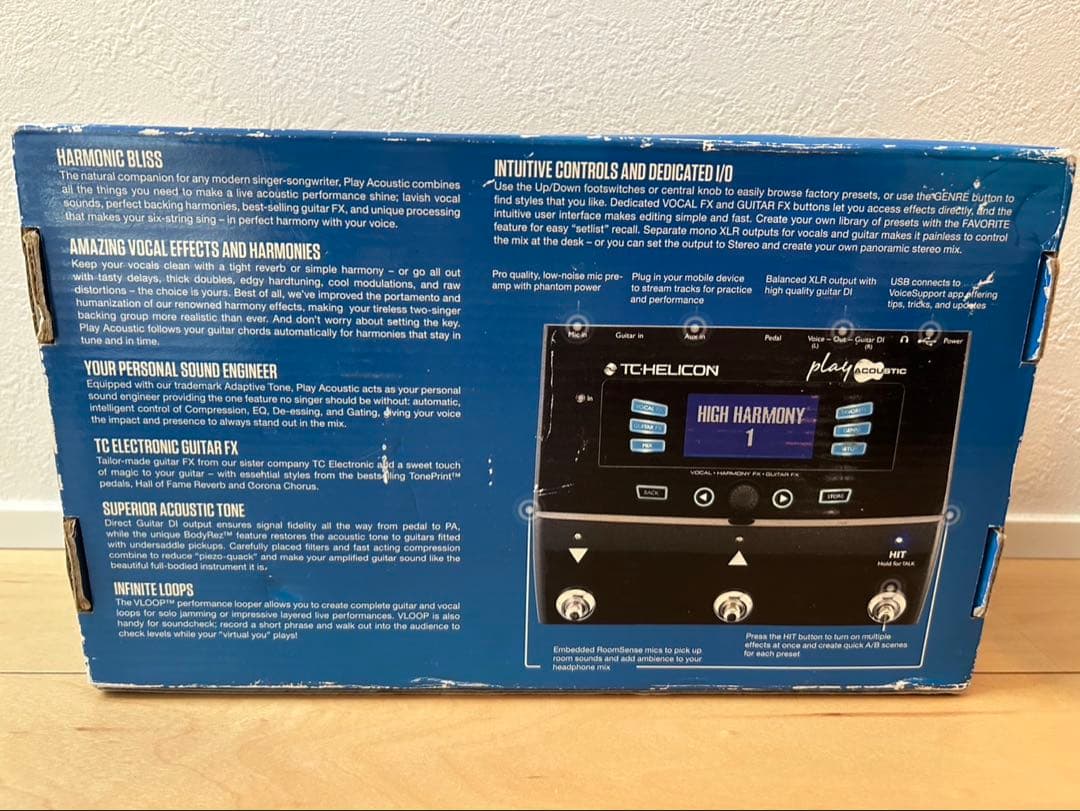 HARMONIC BLISS
The natural companion for any modern singer-songwriter, Play Acoustic combines
all the things you need to make a live acoustic performance shine; lavish vocal
sounds, perfect backing harmonies, best-selling guitar FX, and unique processing
that makes your six-string sing – in perfect harmony with your voice.
AMAZING VOCAL EFFECTS AND HARMONIES
Keep your vocals clean with a tight reverb or simple harmony – or go all out
with tasty delays, thick doubles, edgy hardtuning, cool modulations, and raw
distortions – the choice is yours. Best of all, we've improved the portamento and
humanization of our renowned harmony effects, making your tireless two-singer
backing group more realistic than ever. And don't worry about setting the key.
Play Acoustic follows your guitar chords automatically for harmonies that stay in
tune and in time.
YOUR PERSONAL SOUND ENGINEER
Equipped with our trademark Adaptive Tone, Play Acoustic acts as your personal
sound engineer providing the one feature no singer should be without: automatic,
intelligent control of Compression, EQ, De-essing, and Gating, giving your voice
the impact and presence to always stand out in the mix.
TC ELECTRONIC GUITAR FX
Tailor-made guitar FX from our sister company TC Electronic add a sweet touch
of magic to your guitar – with essential styles from the bestselling TonePrint™
pedals, Hall of Fame Reverb and Corona Chorus.
SUPERIOR ACOUSTIC TONE
Direct Guitar DI output ensures signal fidelity all the way from pedal to PA,
while the unique BodyRez™ feature restores the acoustic tone to guitars fitted
with undersaddle pickups. Carefully placed filters and fast acting compression
combine to reduce "piezo-quack" and make your amplified guitar sound like the
beautiful full-bodied instrument it is.
INFINITE LOOPS
The VLOOP™ performance looper allows you to create complete guitar and vocal
loops for solo jamming or impressive layered live performances. VLOOP is also
handy for soundcheck; record a short phrase and walk out into the audience to
check levels while your "virtual you" plays!
INTUITIVE CONTROLS AND DEDICATED I/O
Use the Up/Down footswitches or central knob to easily browse factory presets, or use the GENRE button to
find styles that you like. Dedicated VOCAL FX and GUITAR FX buttons let you access effects directly, and the
intuitive user interface makes editing simple and fast. Create your own library of presets with the FAVORITE
feature for easy "setlist" recall. Separate mono XLR outputs for vocals and guitar makes it painless to control
the mix at the desk – or you can set the output to Stereo and create your own panoramic stereo mix.
Pro quality, low-noise mic pre-
amp with phantom power
Plug in your mobile device
to stream tracks for practice
and performance
Balanced XLR output with
high quality guitar DI
USB connects to
VoiceSupport app offering
tips, tricks, and updates
Mic in
Guitar in
Aux in
Pedal
Voice – Out – Guitar DI
(L) (R)
Power
TC·HELICON
play ACOUSTIC
In
VOCAL
GUITAR FX
MIX
HIGH HARMONY
1
FAVORITE
GENRE
SETUP
VOCAL • HARMONY FX • GUITAR FX
BACK
STORE
HIT
Hold for TALK
Embedded RoomSense mics to pick up
room sounds and add ambience to your
headphone mix
Press the HIT button to turn on multiple
effects at once and create quick A/B scenes
for each preset